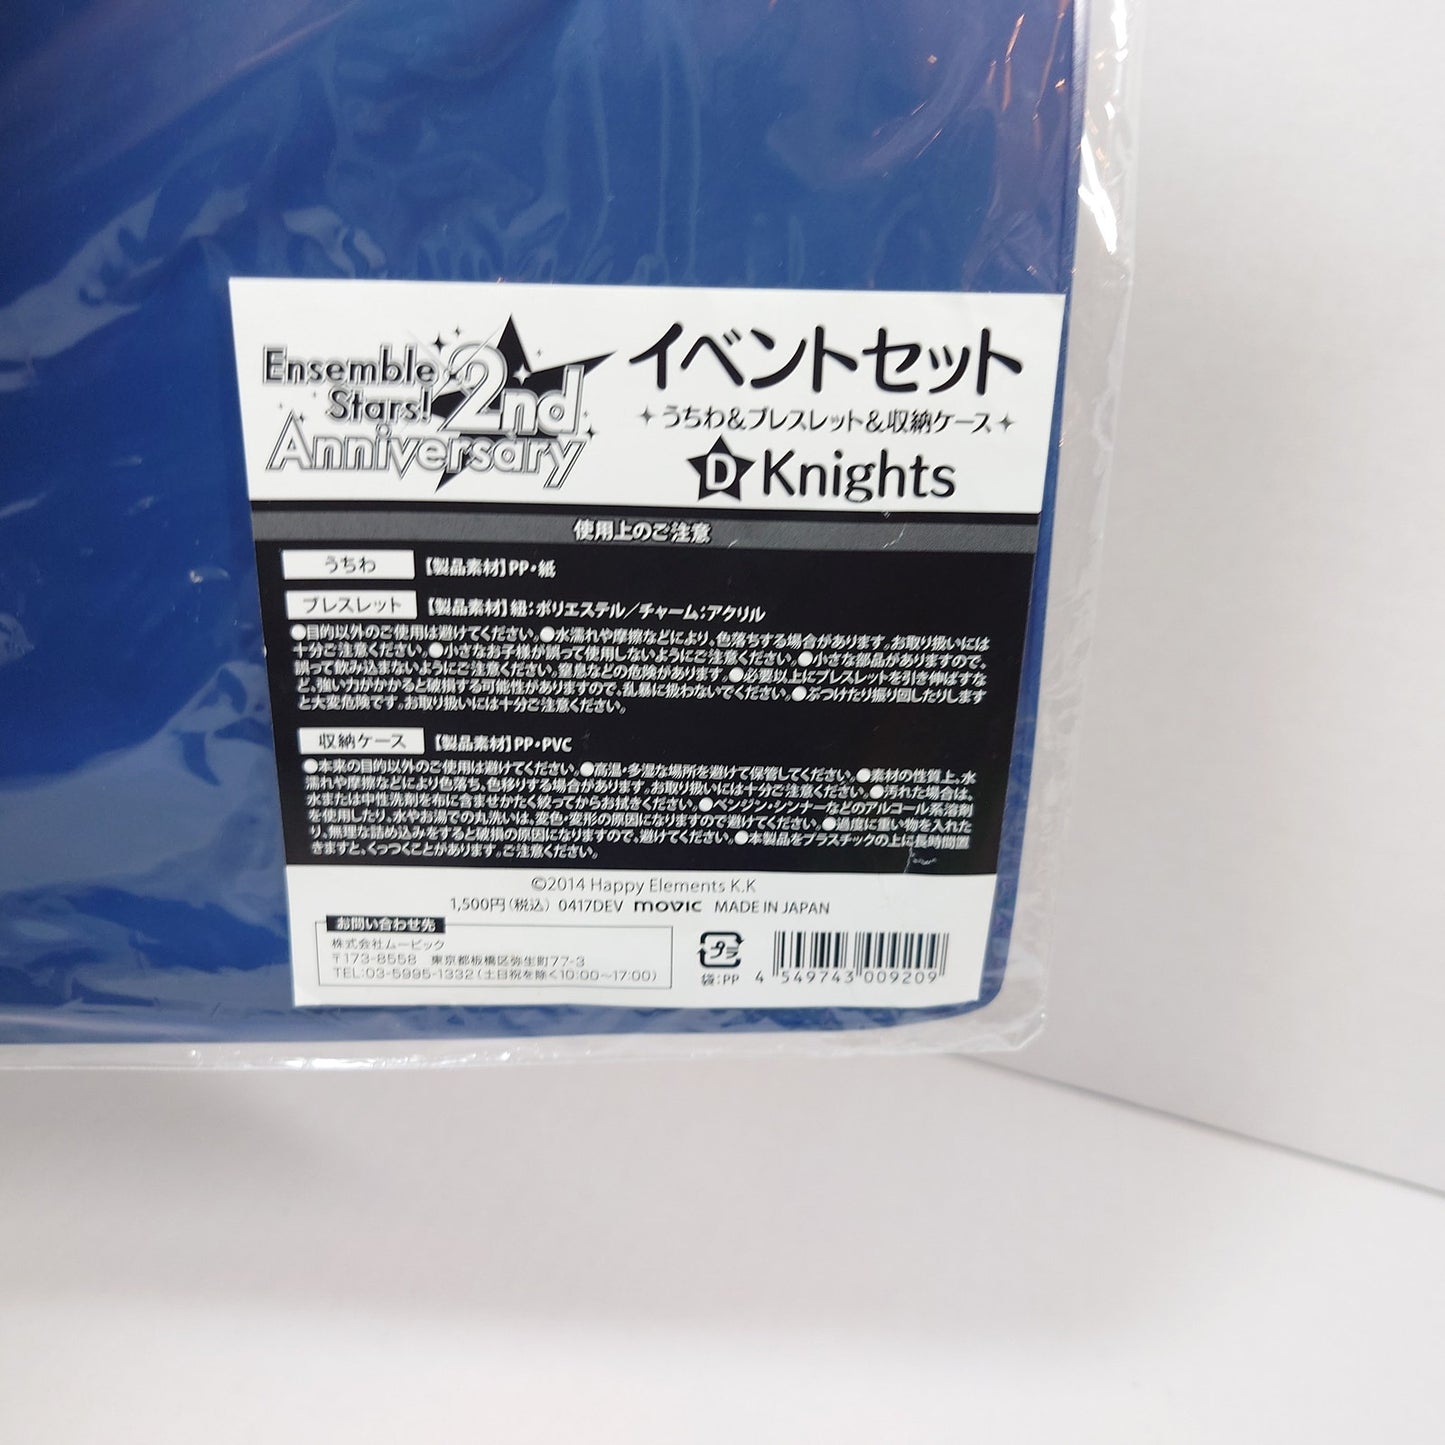 Ensemble Stars! 2nd Anniversary
イベントセット
うちわ&ブレスレット&収納ケース
D Knights
使用上のご注意
うちわ 【製品素材】PP・紙
ブレスレット 【製品素材】紐:ポリエステル/チャーム:アクリル
●目的以外のご使用は避けてください。●水濡れや摩擦などにより、色落ちする場合があります。お取り扱いには
十分ご注意ください。●小さなお子様が誤って使用しないようにご注意ください。●小さな部品がありますので、
誤って飲み込まないようにご注意ください。窒息などの危険があります。●必要以上にブレスレットを引き伸ばすな
ど、強い力がかかると破損する可能性がありますので、乱暴に扱わないでください。●ぶつけたり振り回したりします
と大変危険です。お取り扱いには十分ご注意ください。
収納ケース 【製品素材】PP・PVC
●本来の目的以外のご使用は避けてください。●高温・多湿な場所を避けて保管してください。●素材の性質上、水
濡れや摩擦などにより色落ち、色移りする場合があります。お取り扱いには十分ご注意ください。●汚れた場合は、
水または中性洗剤を布に含ませかたく絞ってからお拭きください。●ベンジン・シンナーなどのアルコール系溶剤
を使用したり、水やお湯での丸洗いは、変色・変形の原因になりますので避けてください。●過度に重い物を入れた
り、無理な詰め込みをすると破損の原因になりますので、避けてください。●本製品をプラスチックの上に長時間置
きますと、くっつくことがあります。ご注意ください。
©2014 Happy Elements K.K
1,500円(税込) 0417DEV movic MADE IN JAPAN
お問い合わせ先
株式会社ムービック
〒173-8558 東京都板橋区弥生町77-3
TEL:03-5995-1332(土日祝を除く10:00〜17:00)
プラ
袋:PP
4 549743 009209